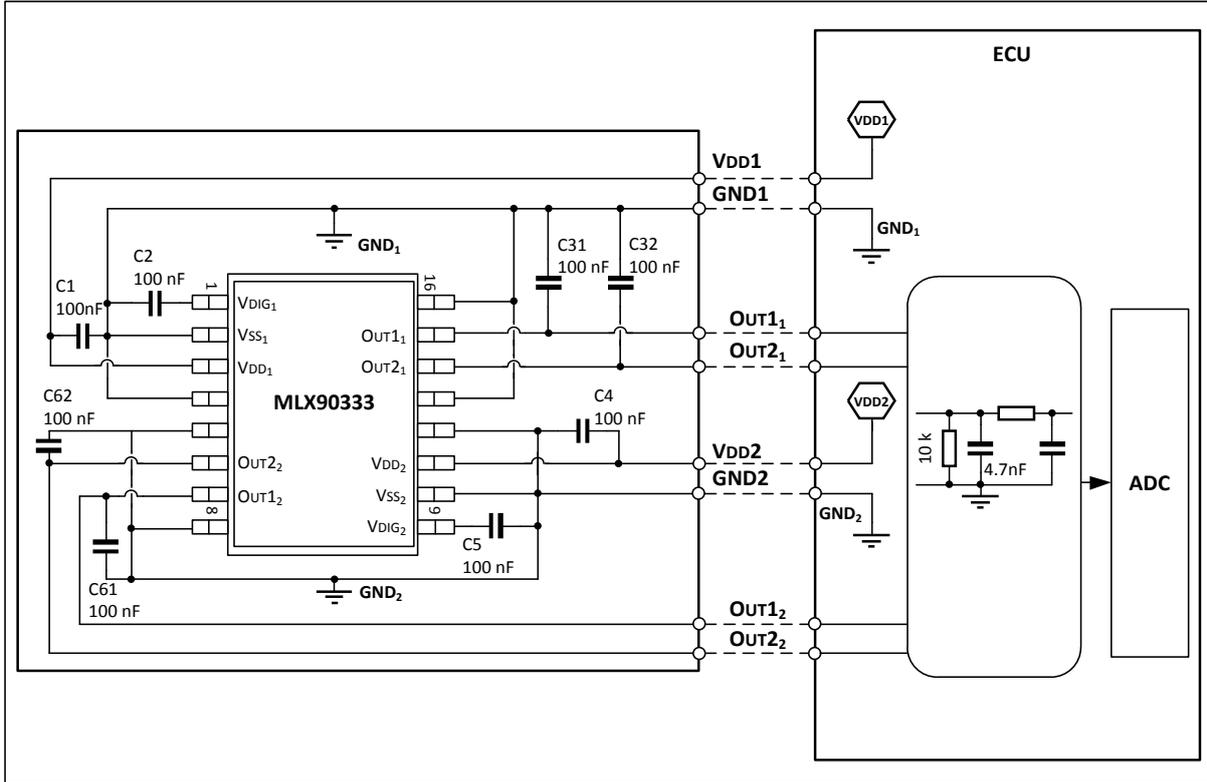 ECU
VDD1
VDD1
GND1
GND₁
GND₁
C31
100 nF
C32
100 nF
C2
100 nF
C1
100nF
1
16
VDIG₁
VSS₁
OUT1₁
OUT1₁
VDD₁
OUT2₁
OUT2₁
MLX90333
C62
100 nF
C4
100 nF
VDD2
OUT2₂
VDD₂
VDD2
OUT1₂
VSS₂
GND2
GND₂
8
9
VDIG₂
C5
100 nF
C61
100 nF
GND₂
10 k
4.7nF
ADC
OUT1₂
OUT2₂